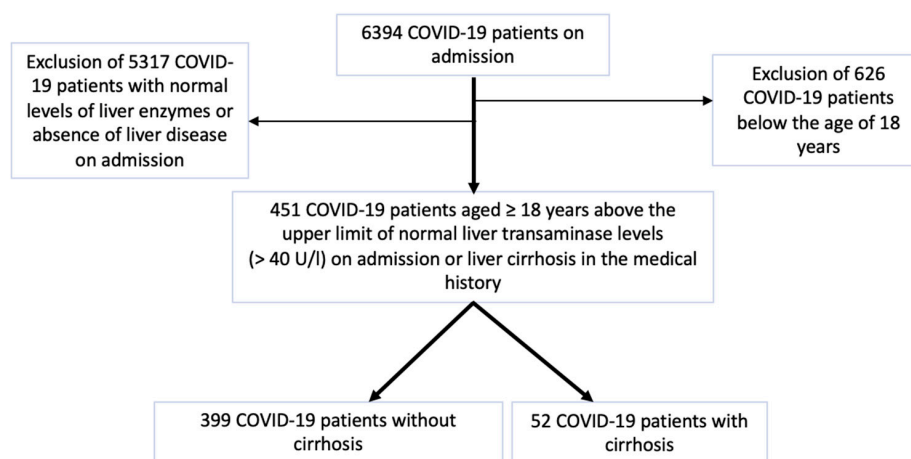 6394 COVID-19 patients on
admission
Exclusion of 5317 COVID-
19 patients with normal
levels of liver enzymes or
absence of liver disease
on admission
Exclusion of 626
COVID-19 patients
below the age of 18
years
451 COVID-19 patients aged ≥ 18 years above the
upper limit of normal liver transaminase levels
(> 40 U/l) on admission or liver cirrhosis in the medical
history
399 COVID-19 patients without
cirrhosis
52 COVID-19 patients with
cirrhosis